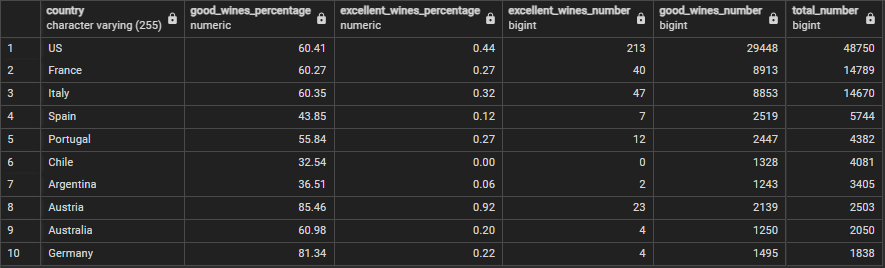 country good_wines_percentage excellent_wines_percentage excellent_wines_number good_wines_number total_number
character varying (255) numeric numeric bigint bigint bigint
1 US 60.41 0.44 213 29448 48750
2 France 60.27 0.27 40 8913 14789
3 Italy 60.35 0.32 47 8853 14670
4 Spain 43.85 0.12 7 2519 5744
5 Portugal 55.84 0.27 12 2447 4382
6 Chile 32.54 0.00 0 1328 4081
7 Argentina 36.51 0.06 2 1243 3405
8 Austria 85.46 0.92 23 2139 2503
9 Australia 60.98 0.20 4 1250 2050
10 Germany 81.34 0.22 4 1495 1838